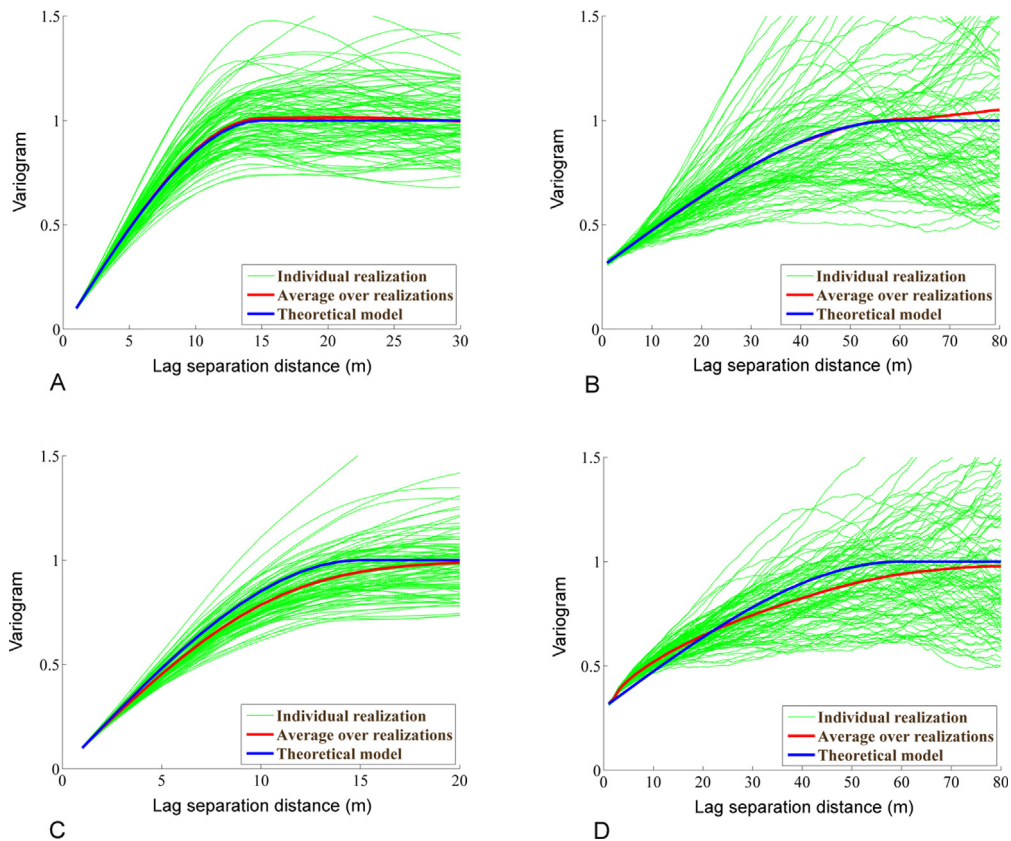 1.5
1
0.5
0
Variogram
Individual realization
Average over realizations
Theoretical model
0 5 10 15 20 25 30
Lag separation distance (m)
A
1.5
1
0.5
0
Variogram
Individual realization
Average over realizations
Theoretical model
0 10 20 30 40 50 60 70 80
Lag separation distance (m)
B
1.5
1
0.5
0
Variogram
Individual realization
Average over realizations
Theoretical model
0 5 10 15 20
Lag separation distance (m)
C
1.5
1
0.5
0
Variogram
Individual realization
Average over realizations
Theoretical model
0 10 20 30 40 50 60 70 80
Lag separation distance (m)
D